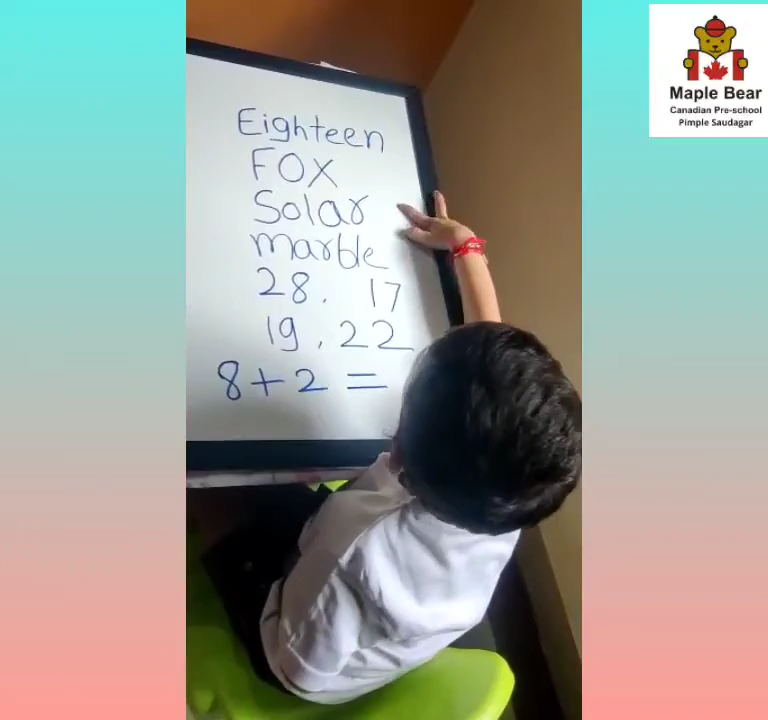 Eighteen
FOX
Solar
marble
28. 17
19, 22
8+2=
Maple Bear
Canadian Pre-school
Pimple Saudagar